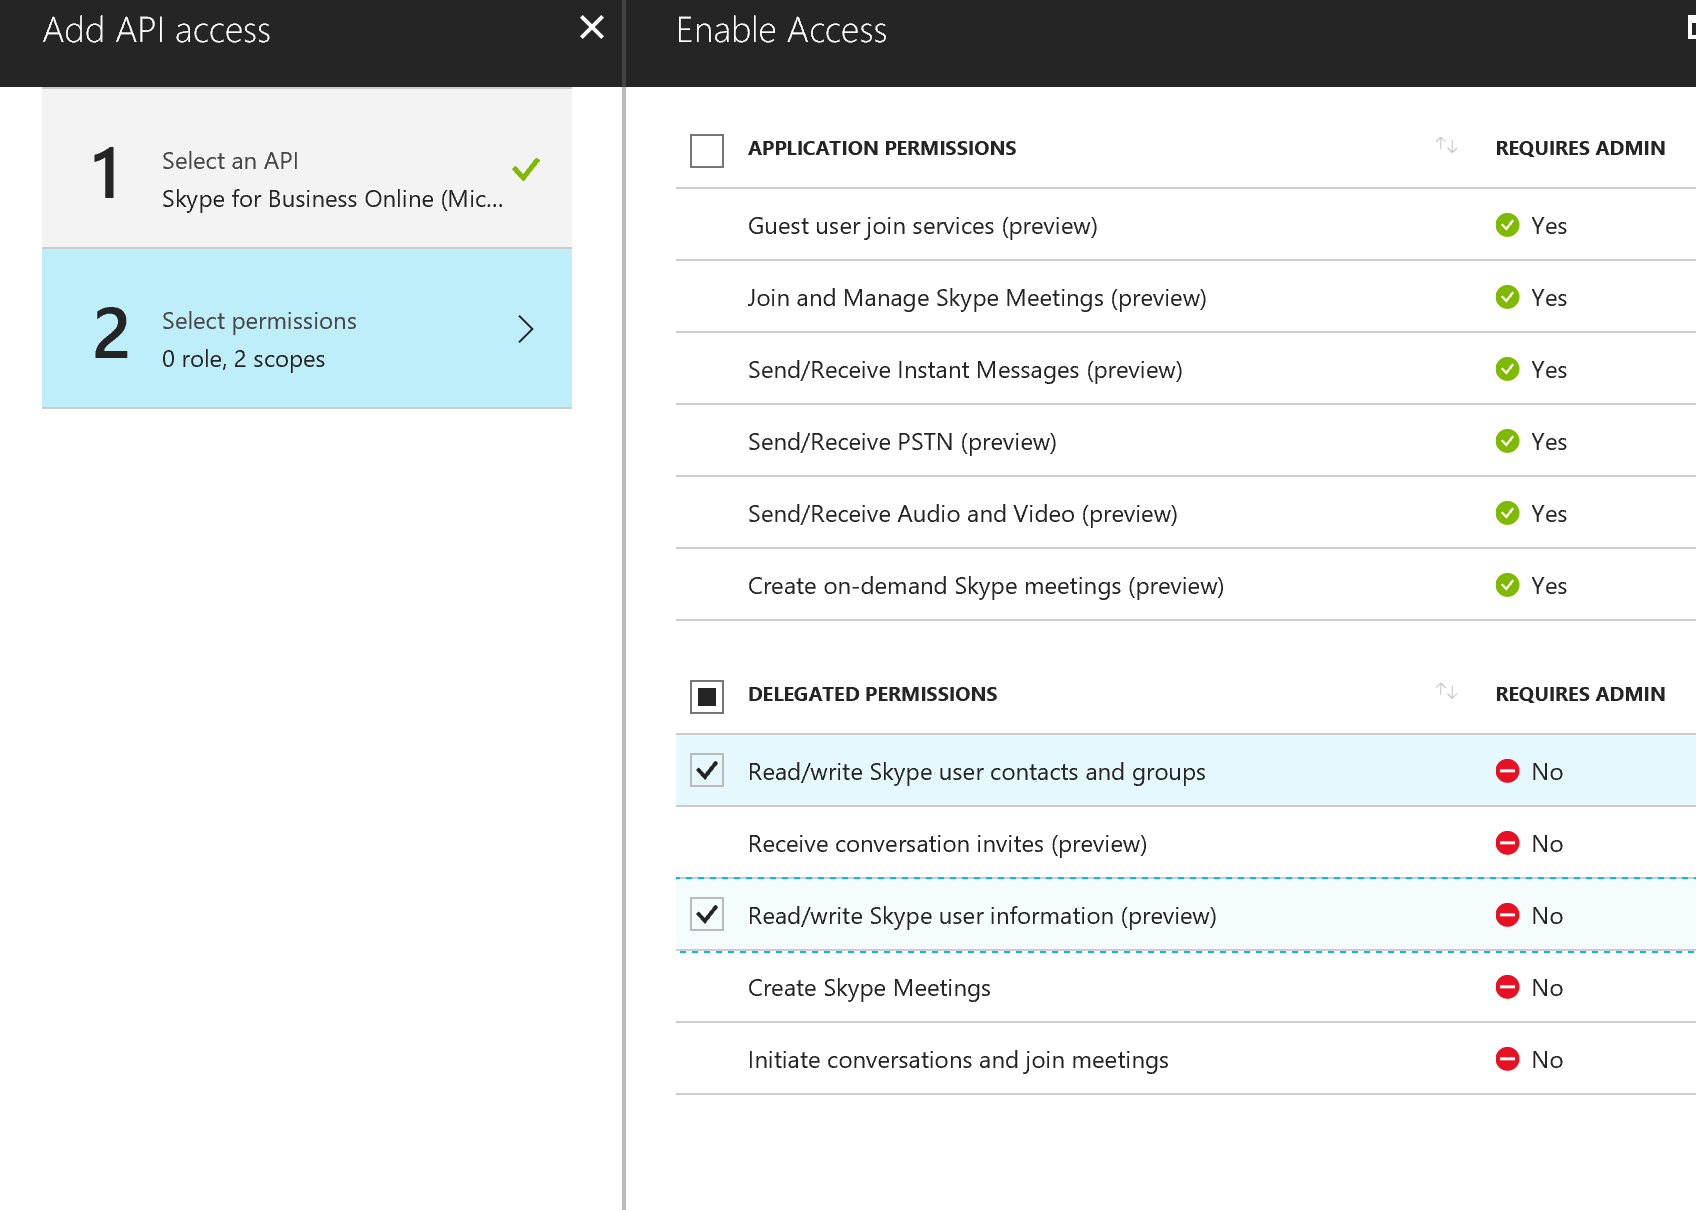 Add API access
Enable Access
1
Select an API
Skype for Business Online (Mic...
2
Select permissions
0 role, 2 scopes
APPLICATION PERMISSIONS REQUIRES ADMIN
Guest user join services (preview) Yes
Join and Manage Skype Meetings (preview) Yes
Send/Receive Instant Messages (preview) Yes
Send/Receive PSTN (preview) Yes
Send/Receive Audio and Video (preview) Yes
Create on-demand Skype meetings (preview) Yes
DELEGATED PERMISSIONS REQUIRES ADMIN
Read/write Skype user contacts and groups No
Receive conversation invites (preview) No
Read/write Skype user information (preview) No
Create Skype Meetings No
Initiate conversations and join meetings No